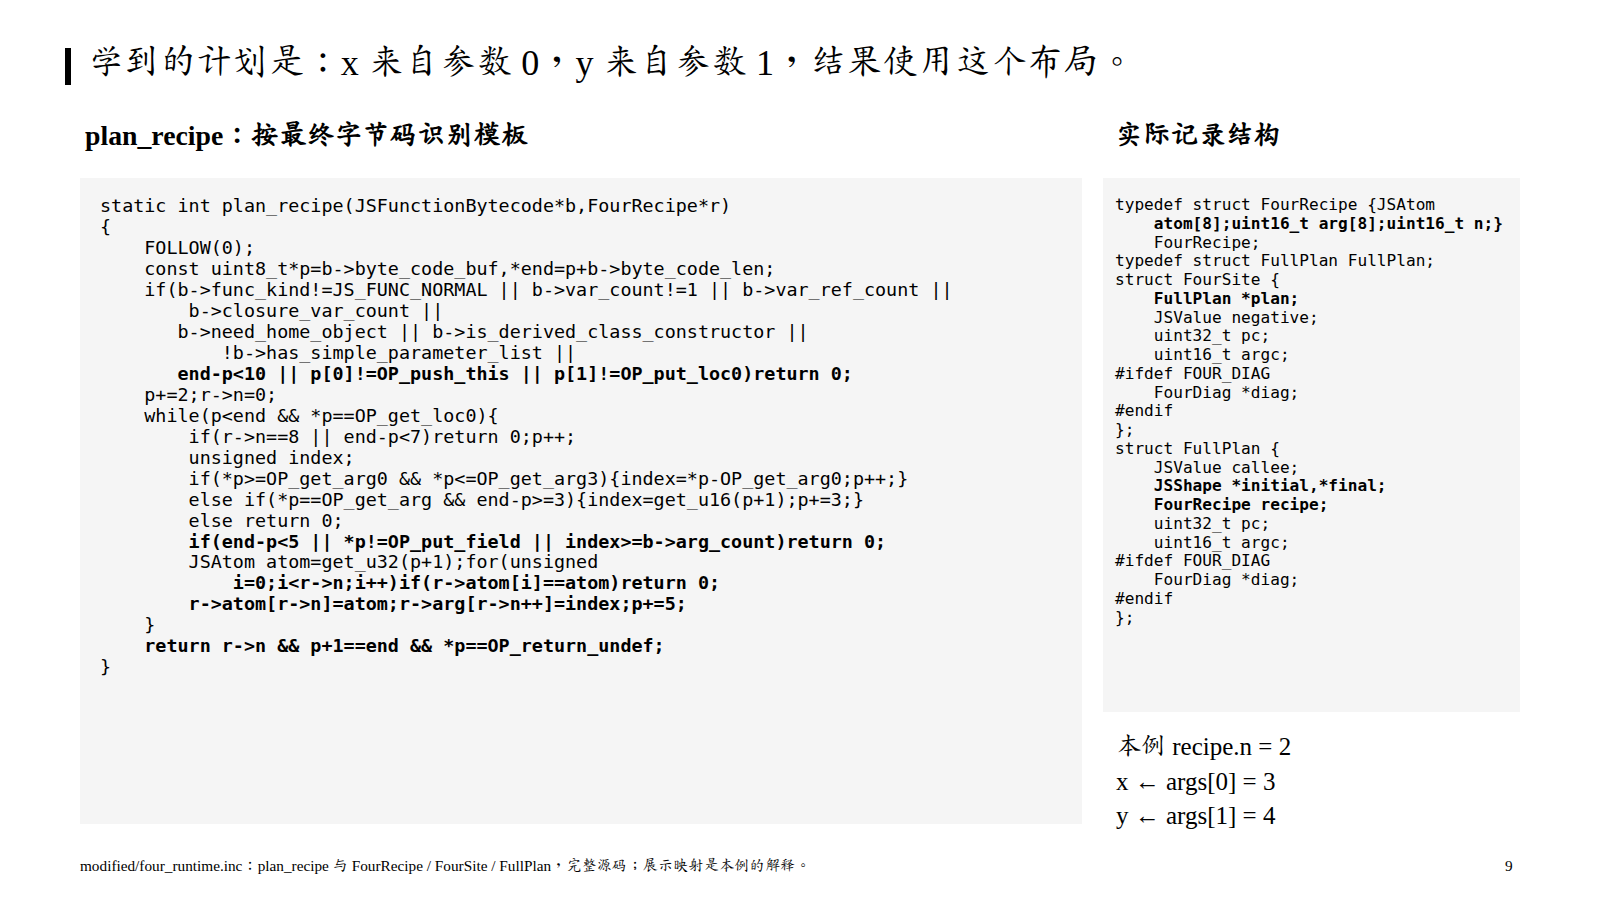 学到的计划是：x 来自参数 0，y 来自参数 1，结果使用这个布局。
plan_recipe：按最终字节码识别模板
static int plan_recipe(JSFunctionBytecode*b,FourRecipe*r)
{
    FOLLOW(0);
    const uint8_t*p=b->byte_code_buf,*end=p+b->byte_code_len;
    if(b->func_kind!=JS_FUNC_NORMAL || b->var_count!=1 || b->var_ref_count ||
        b->closure_var_count ||
       b->need_home_object || b->is_derived_class_constructor ||
           !b->has_simple_parameter_list ||
       end-p<10 || p[0]!=OP_push_this || p[1]!=OP_put_loc0)return 0;
    p+=2;r->n=0;
    while(p<end && *p==OP_get_loc0){
        if(r->n==8 || end-p<7)return 0;p++;
        unsigned index;
        if(*p>=OP_get_arg0 && *p<=OP_get_arg3){index=*p-OP_get_arg0;p++;}
        else if(*p==OP_get_arg && end-p>=3){index=get_u16(p+1);p+=3;}
        else return 0;
        if(end-p<5 || *p!=OP_put_field || index>=b->arg_count)return 0;
        JSAtom atom=get_u32(p+1);for(unsigned
            i=0;i<r->n;i++)if(r->atom[i]==atom)return 0;
        r->atom[r->n]=atom;r->arg[r->n++]=index;p+=5;
    }
    return r->n && p+1==end && *p==OP_return_undef;
}
实际记录结构
typedef struct FourRecipe {JSAtom
    atom[8];uint16_t arg[8];uint16_t n;}
    FourRecipe;
typedef struct FullPlan FullPlan;
struct FourSite {
    FullPlan *plan;
    JSValue negative;
    uint32_t pc;
    uint16_t argc;
#ifdef FOUR_DIAG
    FourDiag *diag;
#endif
};
struct FullPlan {
    JSValue callee;
    JSShape *initial,*final;
    FourRecipe recipe;
    uint32_t pc;
    uint16_t argc;
#ifdef FOUR_DIAG
    FourDiag *diag;
#endif
};
本例 recipe.n = 2
x ← args[0] = 3
y ← args[1] = 4
modified/four_runtime.inc：plan_recipe 与 FourRecipe / FourSite / FullPlan，完整源码；展示映射是本例的解释。
9